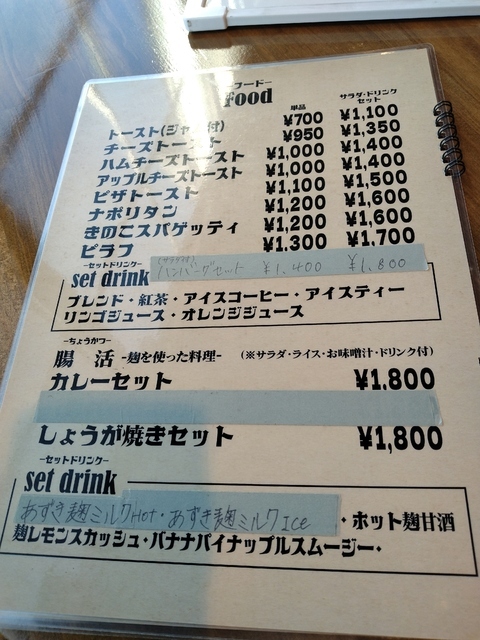 フード-
food
単品
サラダ・ドリンク
セット
トースト(ジャム付) ¥700 ¥1,100
チーズトースト ¥950 ¥1,350
ハムチーズトースト ¥1,000 ¥1,400
アップルチーズトースト ¥1,000 ¥1,400
ピザトースト ¥1,100 ¥1,500
ナポリタン ¥1,200 ¥1,600
きのこスパゲッティ ¥1,200 ¥1,600
ピラフ ¥1,300 ¥1,700
(サラダ付)
ハンバーグセット ¥1.400 ¥1.800
-セットドリンク-
set drink
ブレンド・紅茶・アイスコーヒー・アイスティー
リンゴジュース・オレンジジュース
-ちょうかつ-
腸 活 -麹を使った料理- (※サラダ・ライス・お味噌汁・ドリンク付)
カレーセット ¥1,800
しょうが焼きセット ¥1,800
-セットドリンク-
set drink
あずき麹ミルクHot・あずき麹ミルクIce ・ホット麹甘酒
麹レモンスカッシュ・バナナパイナップルスムージー・